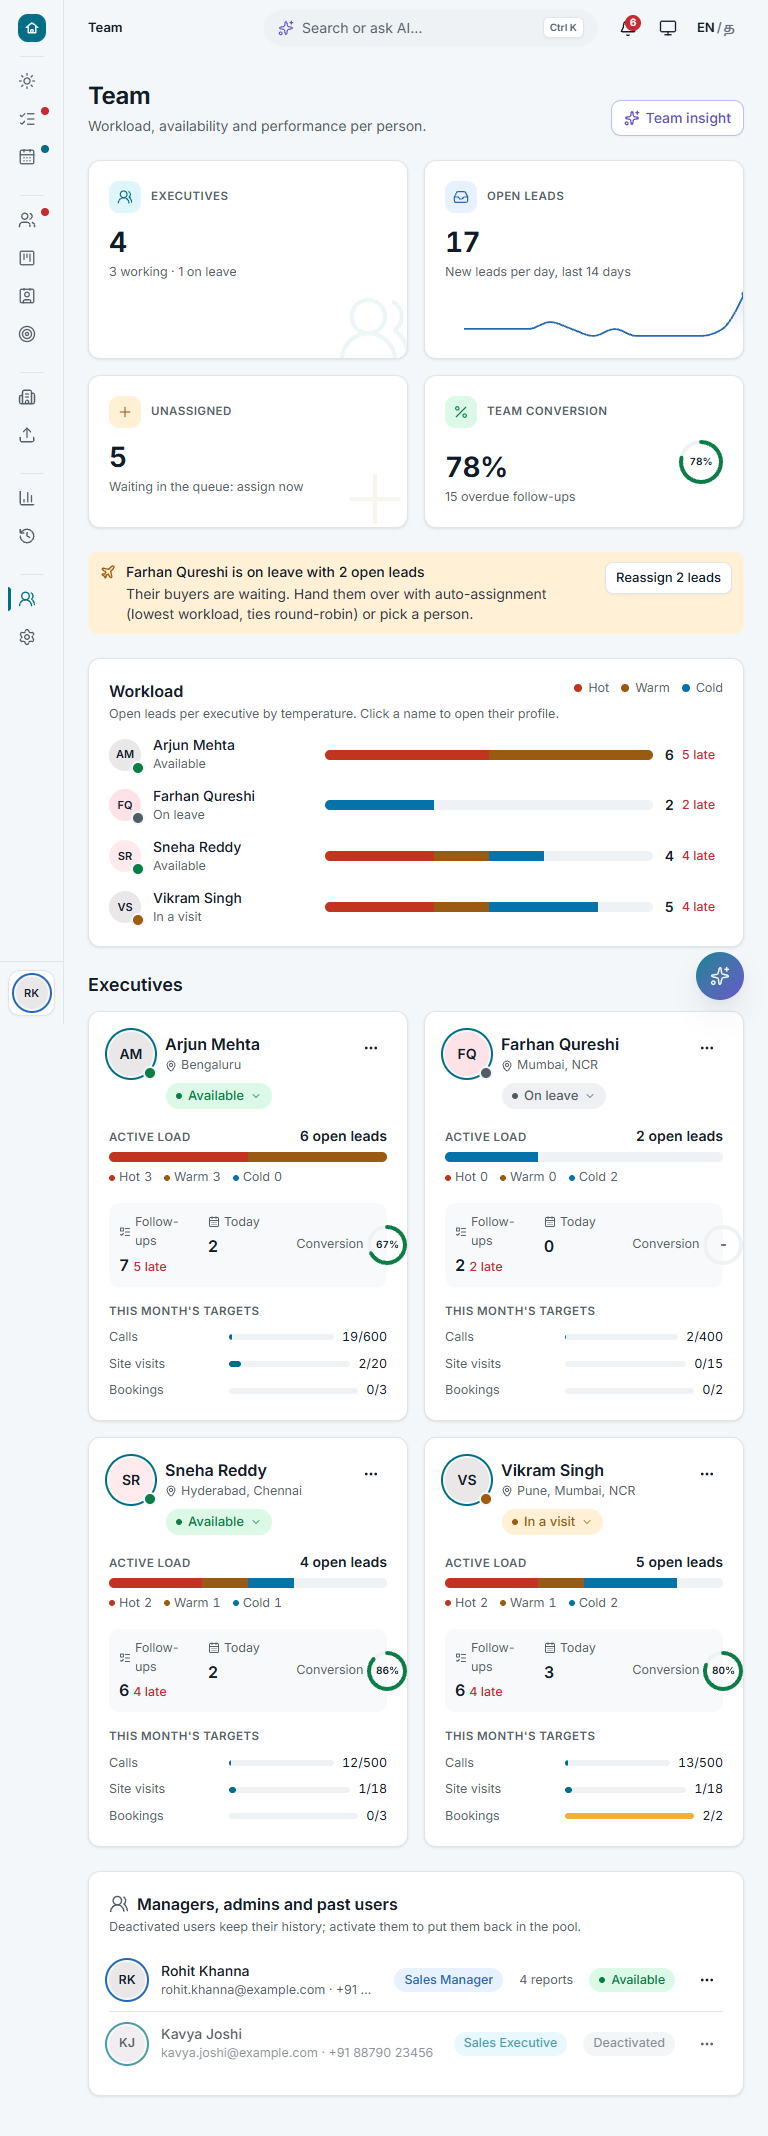 Team
Search or ask AI...
Ctrl K
6
EN / த
Team
Workload, availability and performance per person.
Team insight
EXECUTIVES
4
3 working · 1 on leave
OPEN LEADS
17
New leads per day, last 14 days
UNASSIGNED
5
Waiting in the queue: assign now
TEAM CONVERSION
78%
15 overdue follow-ups
78%
Farhan Qureshi is on leave with 2 open leads
Their buyers are waiting. Hand them over with auto-assignment
(lowest workload, ties round-robin) or pick a person.
Reassign 2 leads
Workload
Hot Warm Cold
Open leads per executive by temperature. Click a name to open their profile.
AM Arjun Mehta
Available
6 5 late
FQ Farhan Qureshi
On leave
2 2 late
SR Sneha Reddy
Available
4 4 late
VS Vikram Singh
In a visit
5 4 late
RK
Executives
AM
Arjun Mehta
Bengaluru
Available
ACTIVE LOAD 6 open leads
Hot 3 Warm 3 Cold 0
Follow-
ups
7 5 late
Today
2
Conversion 67%
THIS MONTH'S TARGETS
Calls 19/600
Site visits 2/20
Bookings 0/3
FQ
Farhan Qureshi
Mumbai, NCR
On leave
ACTIVE LOAD 2 open leads
Hot 0 Warm 0 Cold 2
Follow-
ups
2 2 late
Today
0
Conversion -
THIS MONTH'S TARGETS
Calls 2/400
Site visits 0/15
Bookings 0/2
SR
Sneha Reddy
Hyderabad, Chennai
Available
ACTIVE LOAD 4 open leads
Hot 2 Warm 1 Cold 1
Follow-
ups
6 4 late
Today
2
Conversion 86%
THIS MONTH'S TARGETS
Calls 12/500
Site visits 1/18
Bookings 0/3
VS
Vikram Singh
Pune, Mumbai, NCR
In a visit
ACTIVE LOAD 5 open leads
Hot 2 Warm 1 Cold 2
Follow-
ups
6 4 late
Today
3
Conversion 80%
THIS MONTH'S TARGETS
Calls 13/500
Site visits 1/18
Bookings 2/2
Managers, admins and past users
Deactivated users keep their history; activate them to put them back in the pool.
RK
Rohit Khanna
rohit.khanna@example.com · +91 ...
Sales Manager
4 reports
Available
KJ
Kavya Joshi
kavya.joshi@example.com · +91 88790 23456
Sales Executive
Deactivated